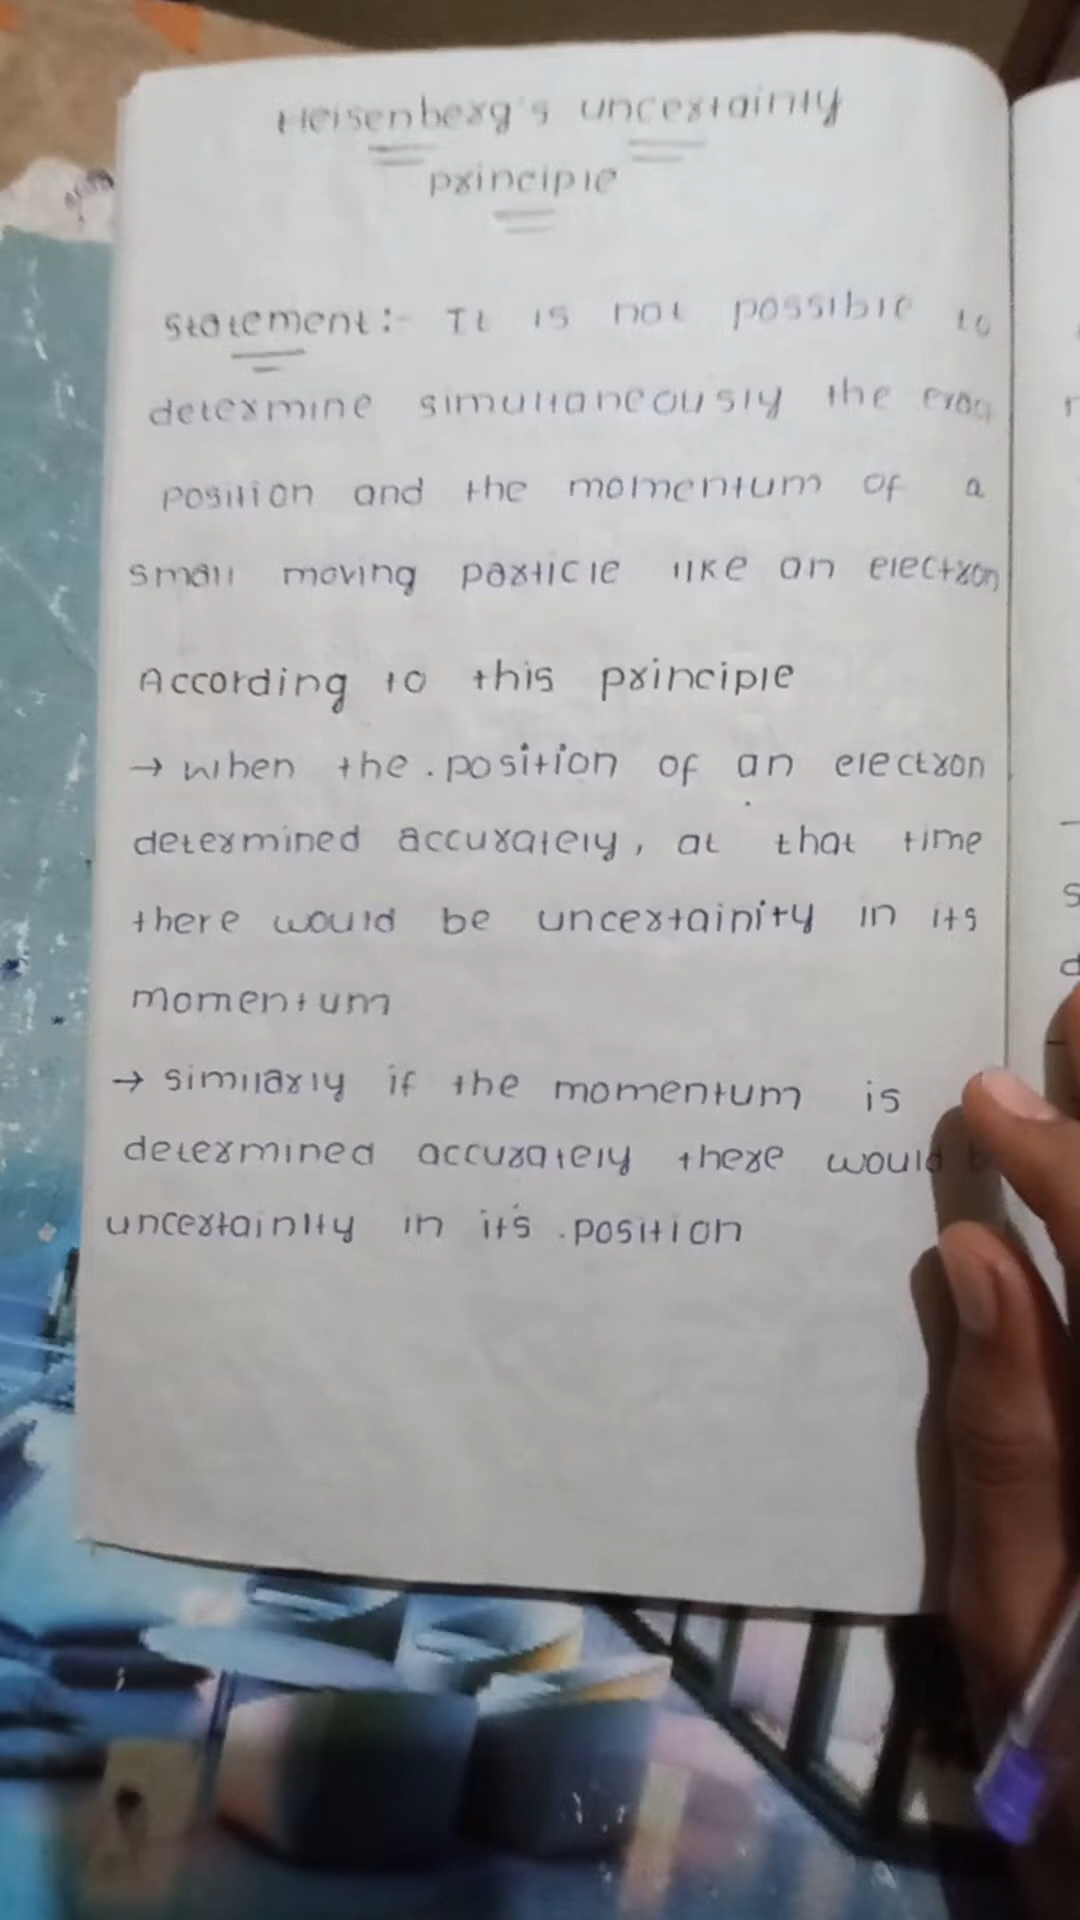 Heisenberg's uncertainity
principle
Statement:- It is not possible to
determine simultaneously the exac
position and the momentum of a
small moving particle like an electron
According to this principle
→ when the position of an electron
determined accurately, at that time
there would be uncertainity in its
momentum
→ similarly if the momentum is
determined accurately there would b
uncertainity in it's position